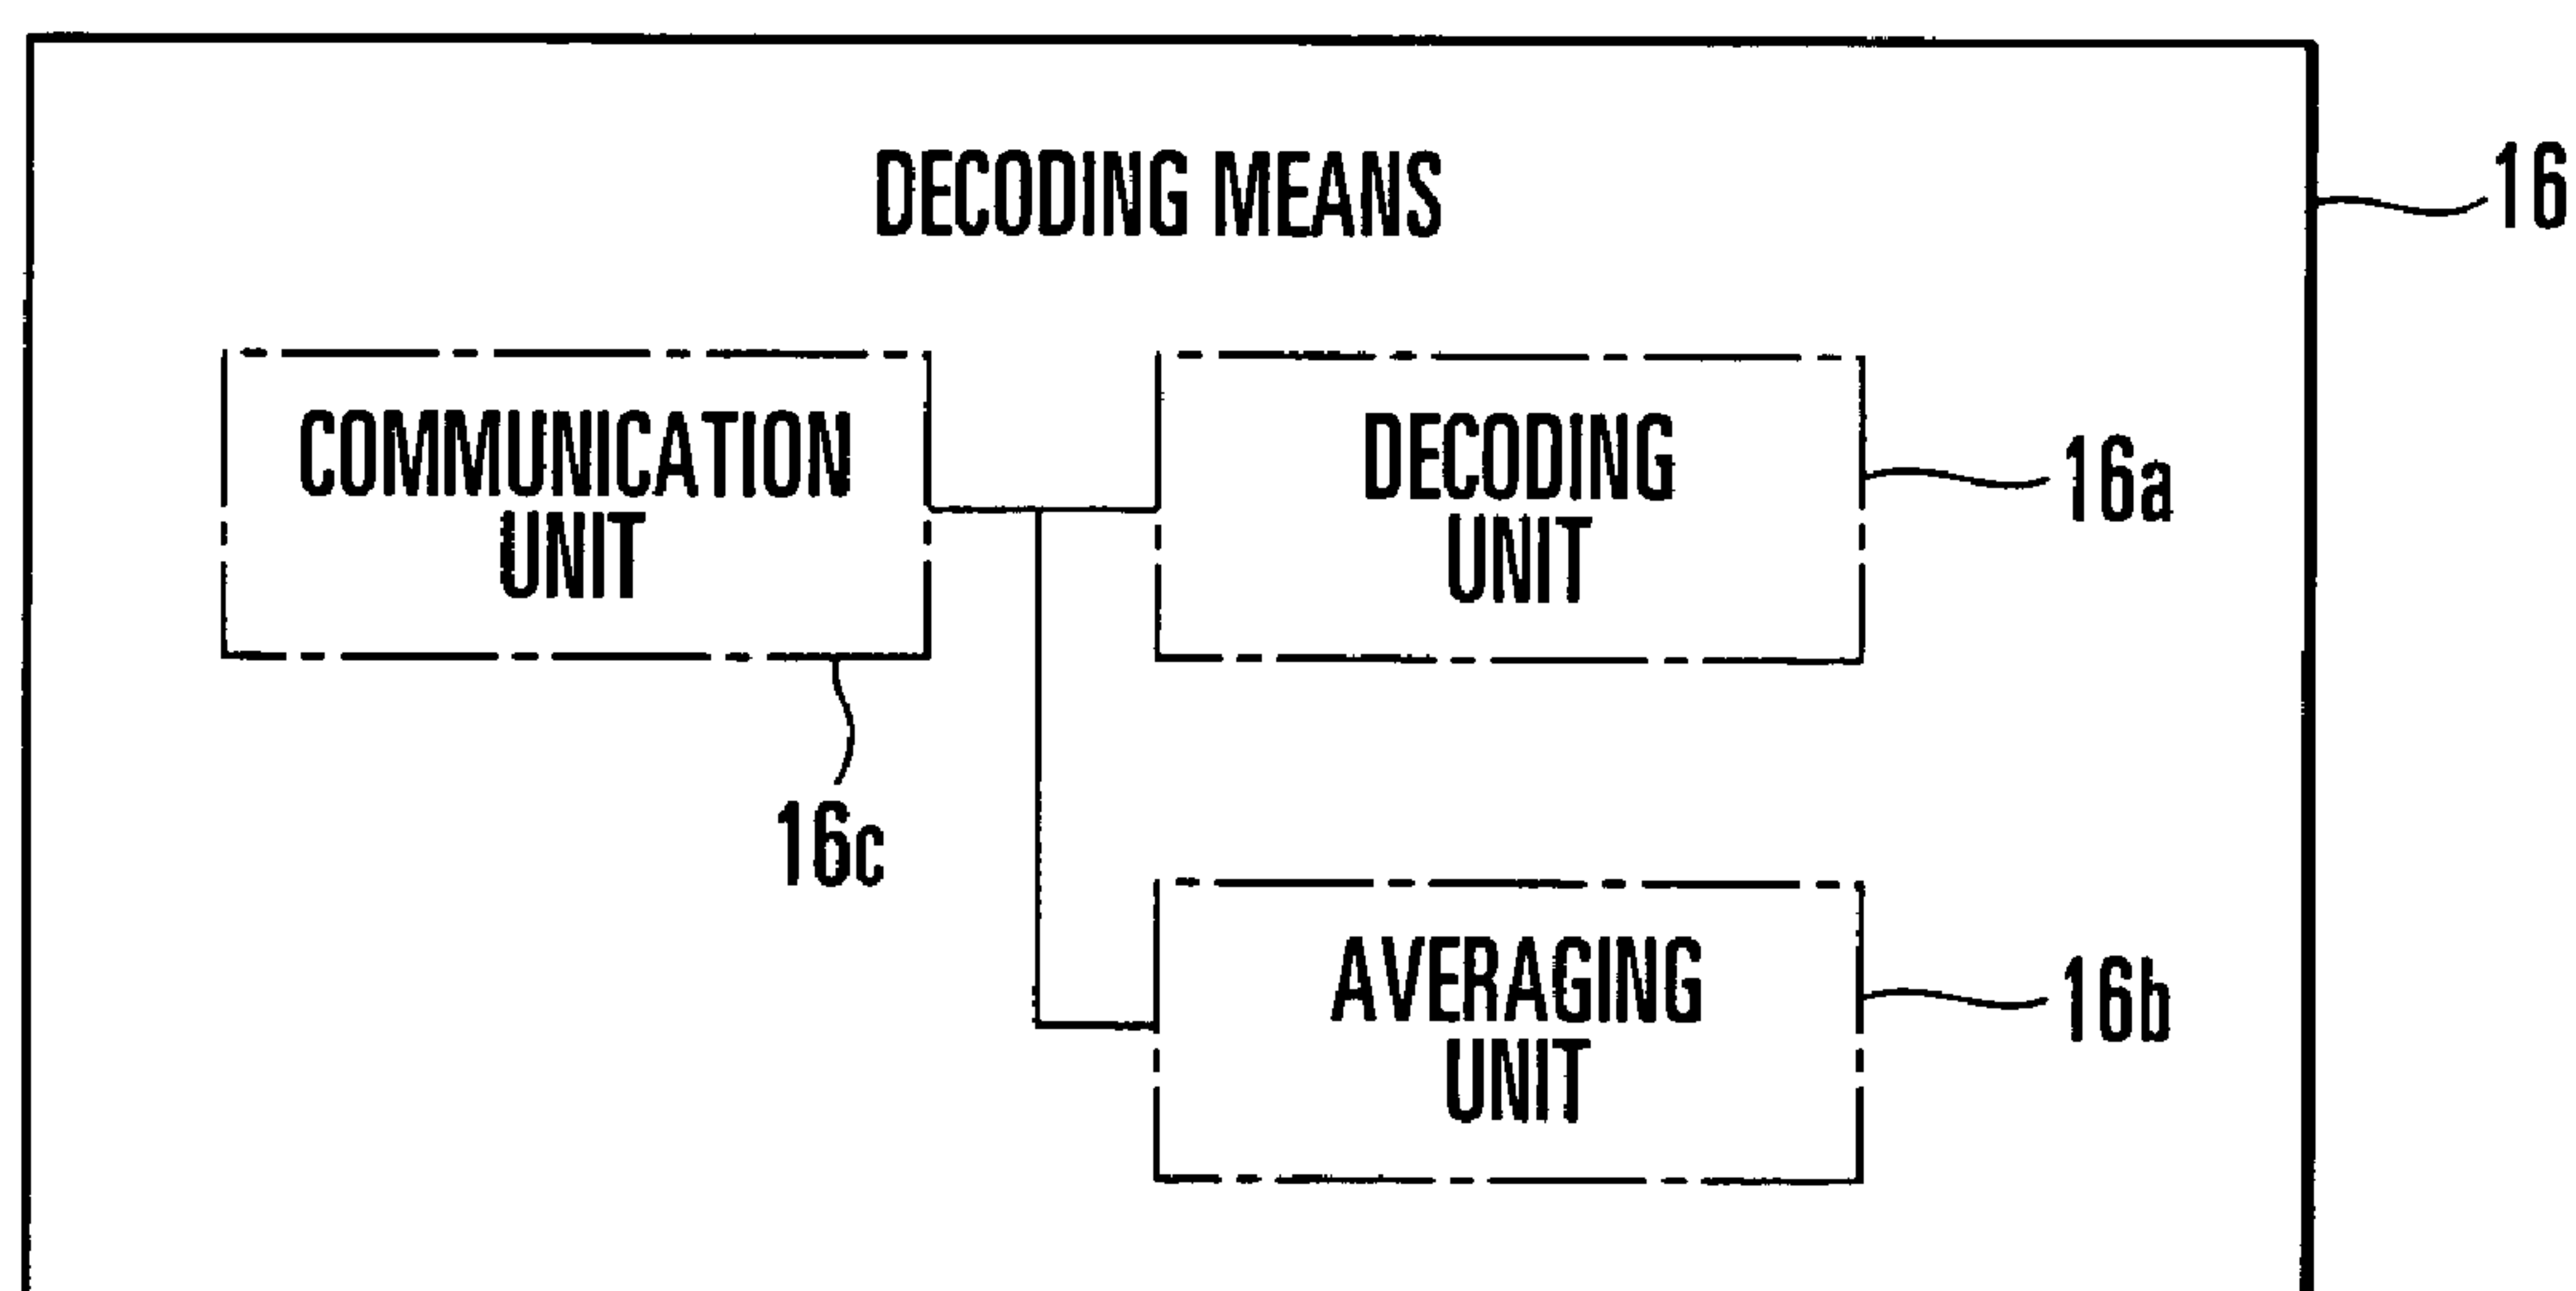 DECODING MEANS
16
COMMUNICATION
UNIT
16c
DECODING
UNIT
16a
AVERAGING
UNIT
16b